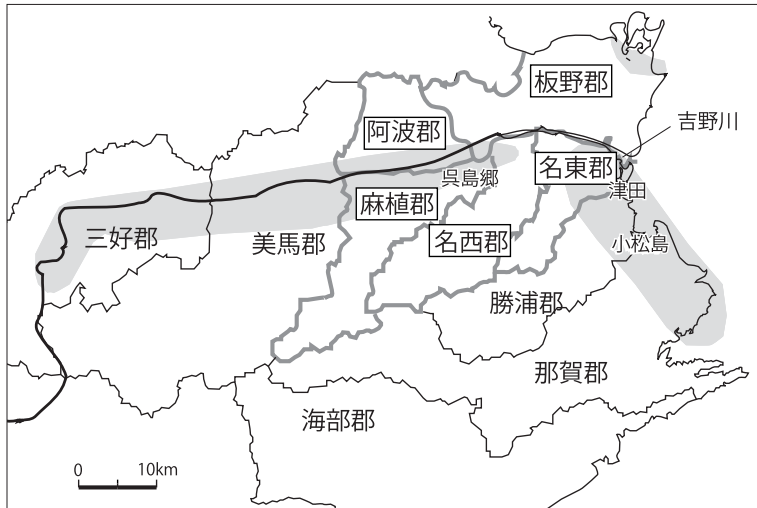 板野郡
吉野川
阿波郡
名東郡
津田
呉島郷
麻植郡
小松島
三好郡
美馬郡
名西郡
勝浦郡
那賀郡
海部郡
0 10km